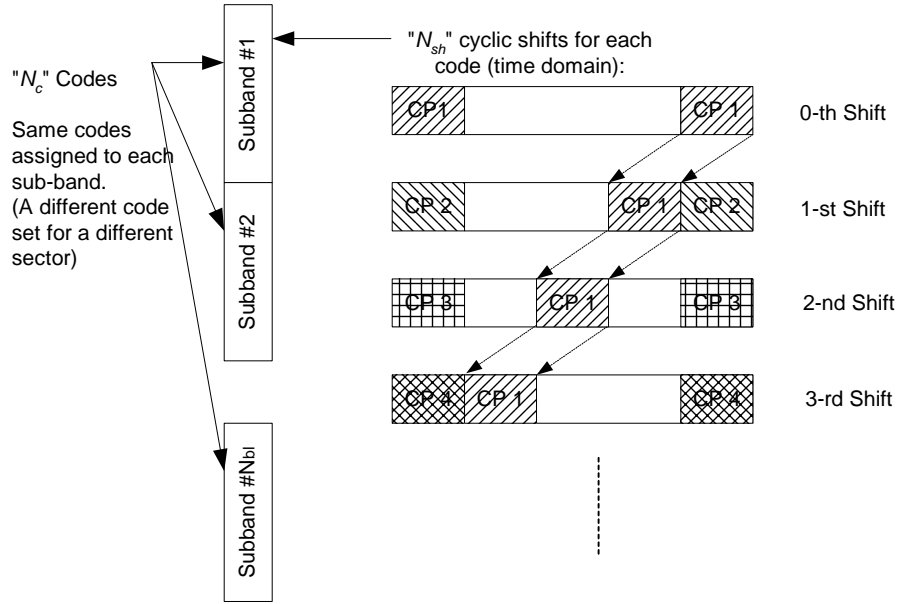 "Nc" Codes
Same codes
assigned to each
sub-band.
(A different code
set for a different
sector)
Subband #1
Subband #2
Subband #Nbl
"Nsh" cyclic shifts for each
code (time domain):
CP1 CP 1 0-th Shift
CP 2 CP 1 CP 2 1-st Shift
CP 3 CP 1 CP 3 2-nd Shift
CP 4 CP 1 CP 4 3-rd Shift